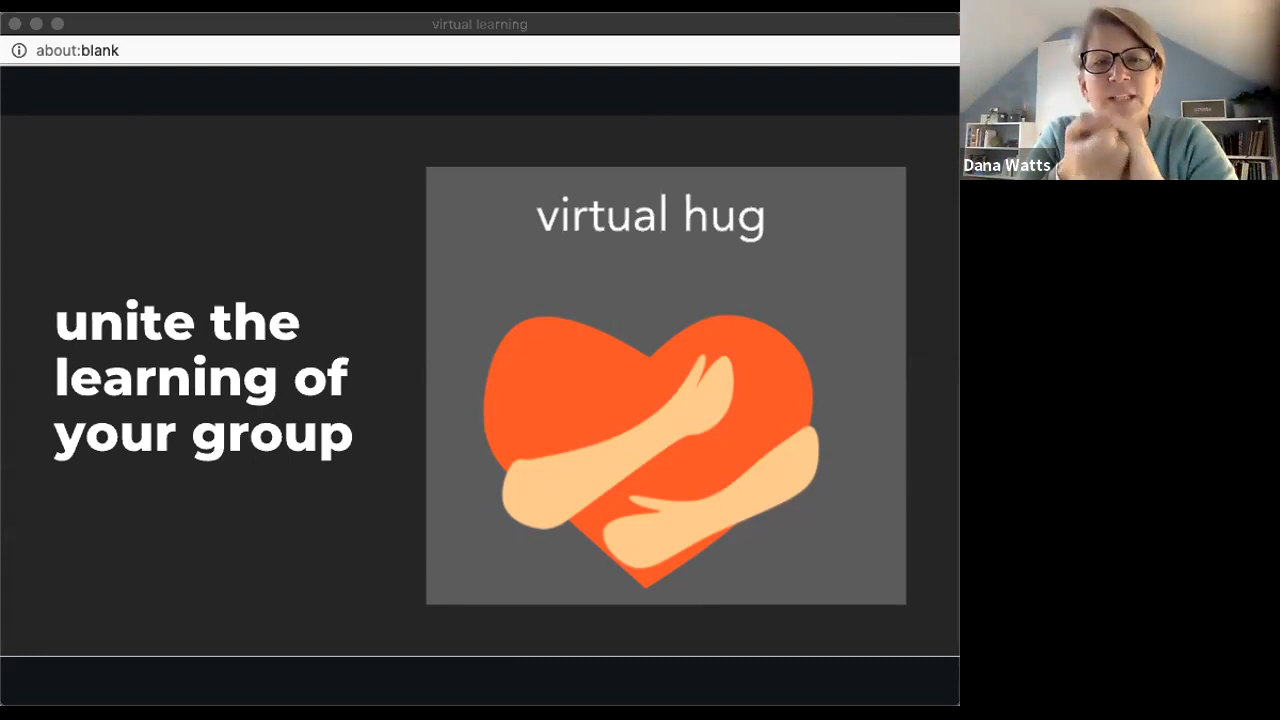 virtual learning
about:blank
virtual hug
unite the
learning of
your group
Dana Watts